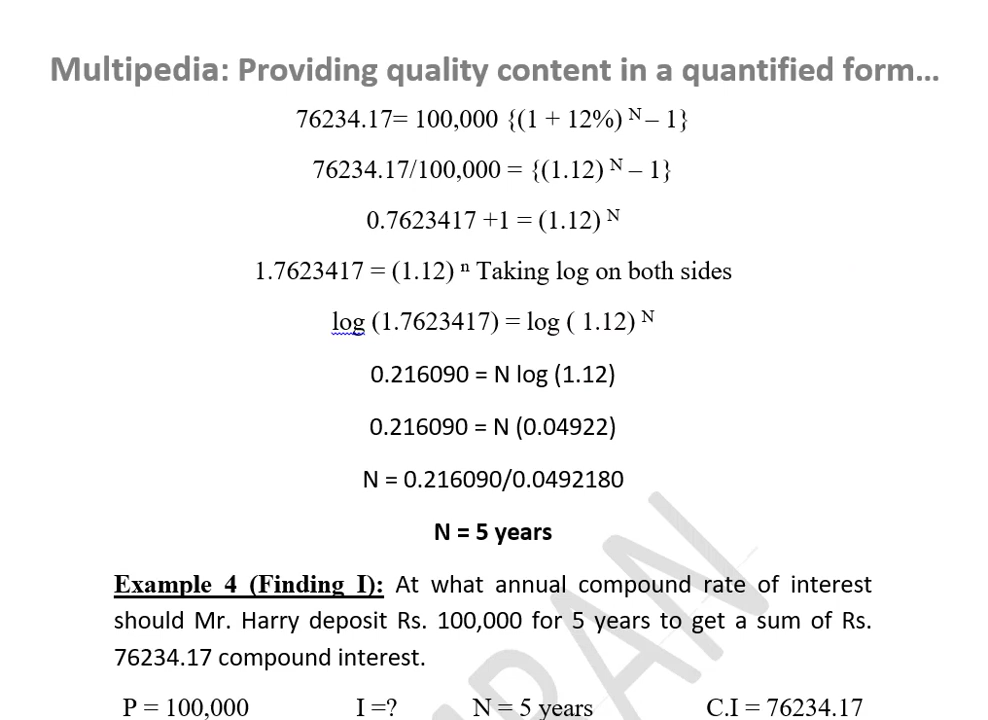 Multipedia: Providing quality content in a quantified form...
76234.17= 100,000 {(1 + 12%) ᴺ – 1}
76234.17/100,000 = {(1.12) ᴺ – 1}
0.7623417 +1 = (1.12) ᴺ
1.7623417 = (1.12) ⁿ Taking log on both sides
log (1.7623417) = log ( 1.12) ᴺ
0.216090 = N log (1.12)
0.216090 = N (0.04922)
N = 0.216090/0.0492180
N = 5 years
Example 4 (Finding I): At what annual compound rate of interest
should Mr. Harry deposit Rs. 100,000 for 5 years to get a sum of Rs.
76234.17 compound interest.
P = 100,000 I =? N = 5 years C.I = 76234.17